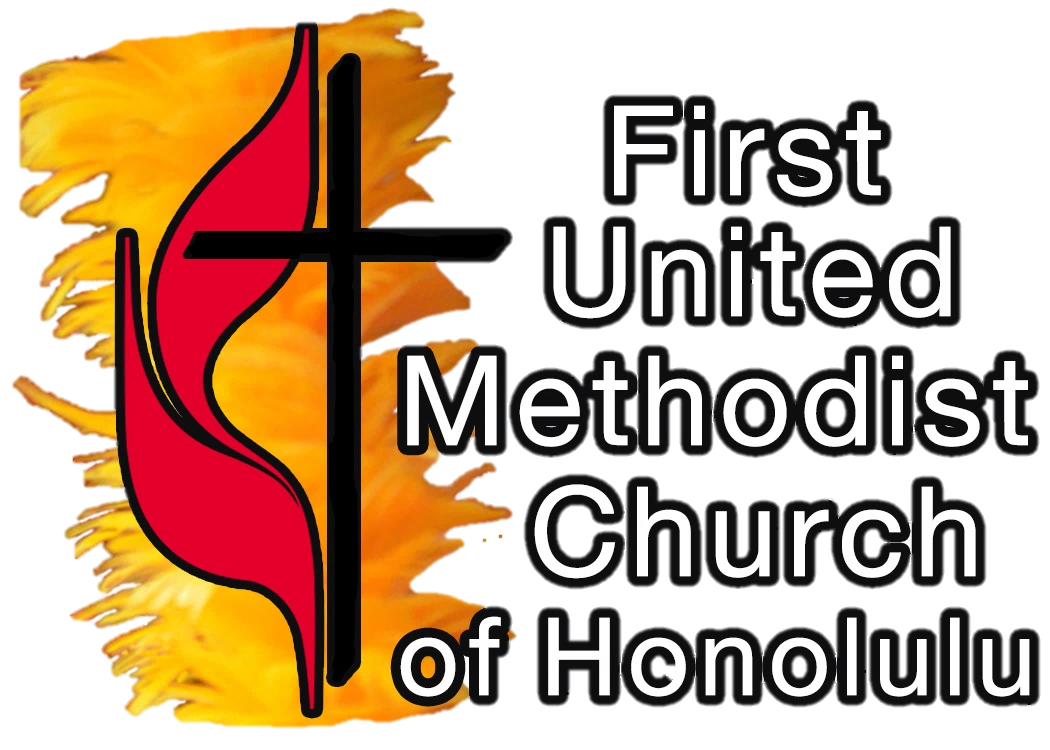 First
United
Methodist
Church
of Honolulu